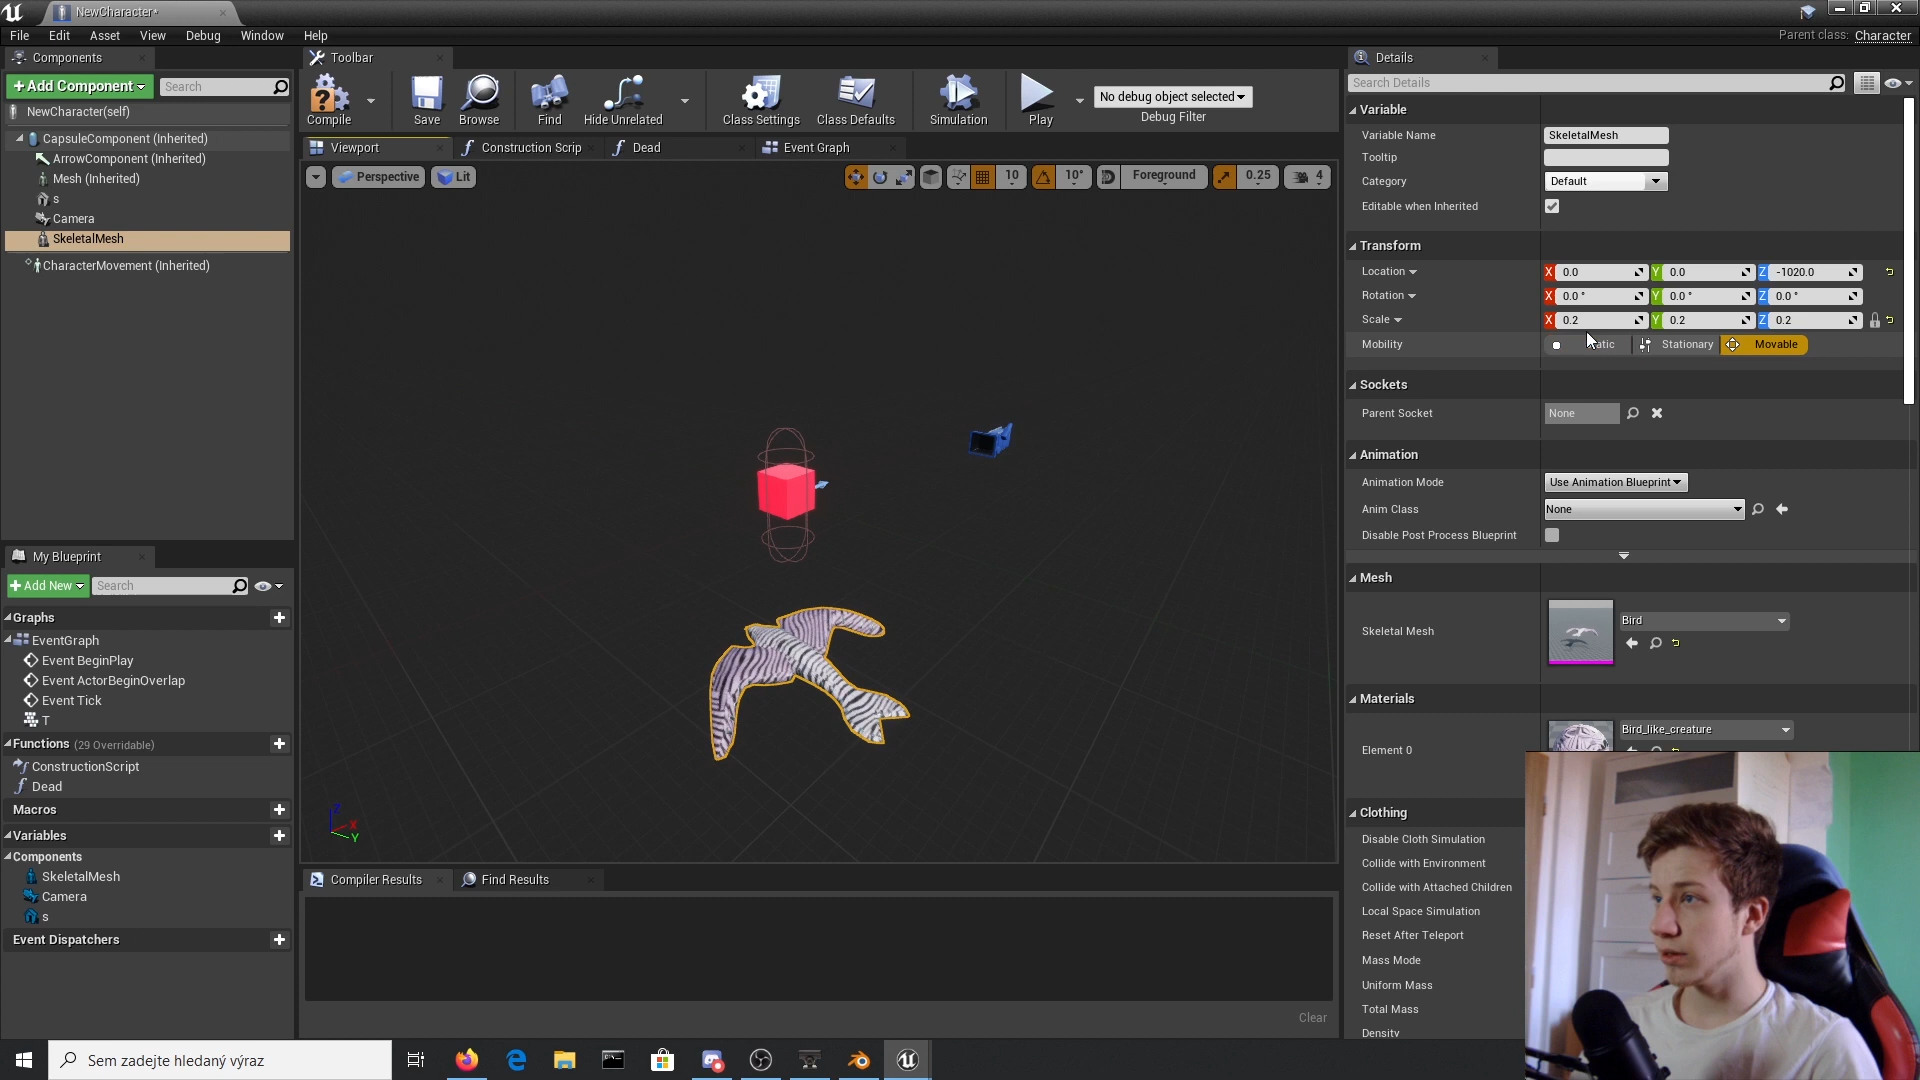 NewCharacter*
File Edit Asset View Debug Window Help
Parent class: Character
Components
Toolbar
Details
+Add Component
Search
NewCharacter(self)
CapsuleComponent (Inherited)
ArrowComponent (Inherited)
Mesh (Inherited)
s
Camera
SkeletalMesh
CharacterMovement (Inherited)
Compile
Save
Browse
Find
Hide Unrelated
Class Settings
Class Defaults
Simulation
Play
No debug object selected
Debug Filter
Viewport
Construction Scrip
Dead
Event Graph
Perspective
Lit
10
10°
Foreground
0.25
4
X
Y
Z
My Blueprint
+Add New
Search
Graphs
EventGraph
Event BeginPlay
Event ActorBeginOverlap
Event Tick
T
Functions (29 Overridable)
ConstructionScript
Dead
Macros
Variables
Components
SkeletalMesh
Camera
s
Event Dispatchers
Compiler Results
Find Results
Clear
Search Details
Variable
Variable Name SkeletalMesh
Tooltip
Category Default
Editable when Inherited
Transform
Location X 0.0 Y 0.0 Z -1020.0
Rotation X 0.0 ° Y 0.0 ° Z 0.0 °
Scale X 0.2 Y 0.2 Z 0.2
Mobility atic Stationary Movable
Sockets
Parent Socket None
Animation
Animation Mode Use Animation Blueprint
Anim Class None
Disable Post Process Blueprint
Mesh
Skeletal Mesh Bird
Materials
Element 0 Bird_like_creature
Clothing
Disable Cloth Simulation
Collide with Environment
Collide with Attached Children
Local Space Simulation
Reset After Teleport
Mass Mode
Uniform Mass
Total Mass
Density
Sem zadejte hledaný výraz